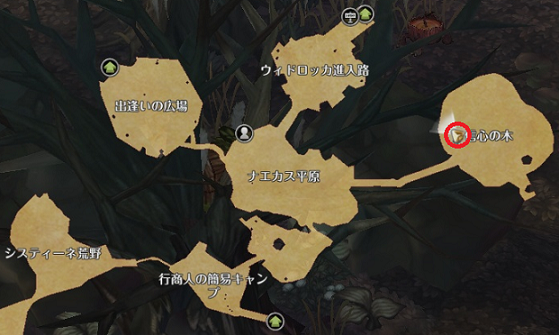 ウィドロッカ進入路
出逢いの広場
心の木
ナエカス平原
システィーネ荒野
行商人の簡易キャン
プ